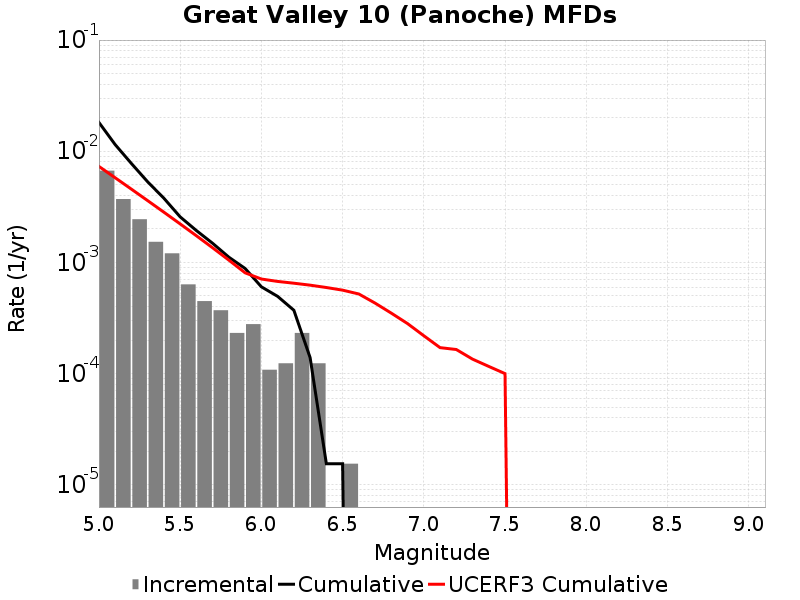 Great Valley 10 (Panoche) MFDs
10-1
10-2
10-3
10-4
10-5
Rate (1/yr)
5.0 5.5 6.0 6.5 7.0 7.5 8.0 8.5 9.0
Magnitude
Incremental Cumulative UCERF3 Cumulative